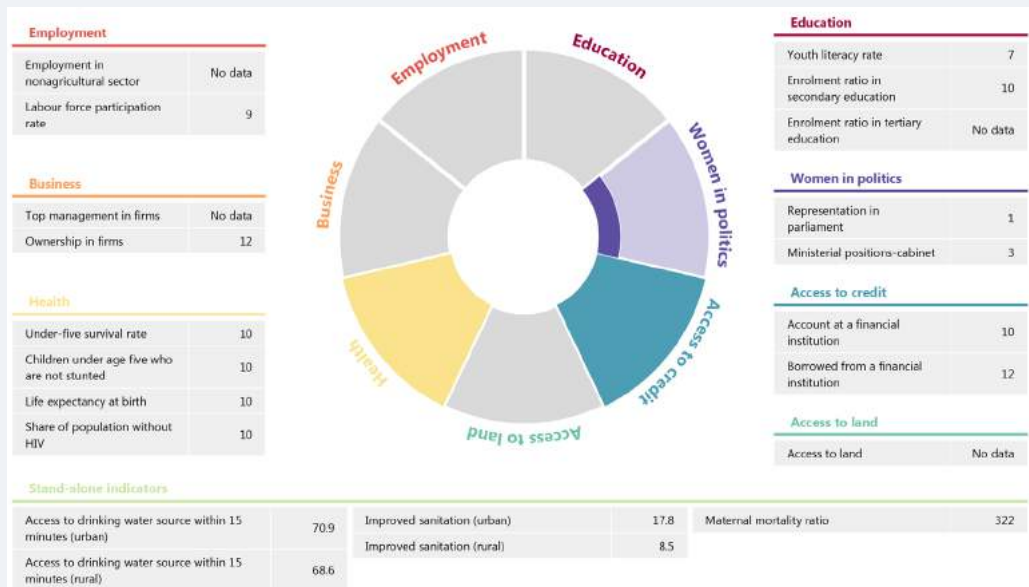 Employment
Employment in
nonagricultural sector
No data
Labour force participation
rate
9
Business
Top management in firms
No data
Ownership in firms
12
Health
Under-five survival rate
10
Children under age five who
are not stunted
10
Life expectancy at birth
10
Share of population without
HIV
10
Employment
Education
Women in politics
Access to credit
Access to land
Health
Business
Education
Youth literacy rate
7
Enrolment ratio in
secondary education
10
Enrolment ratio in tertiary
education
No data
Women in politics
Representation in
parliament
1
Ministerial positions-cabinet
3
Access to credit
Account at a financial
institution
10
Borrowed from a financial
institution
12
Access to land
Access to land
No data
Stand-alone indicators
Access to drinking water source within 15
minutes (urban)
70.9
Access to drinking water source within 15
minutes (rural)
68.6
Improved sanitation (urban)
17.8
Improved sanitation (rural)
8.5
Maternal mortality ratio
322